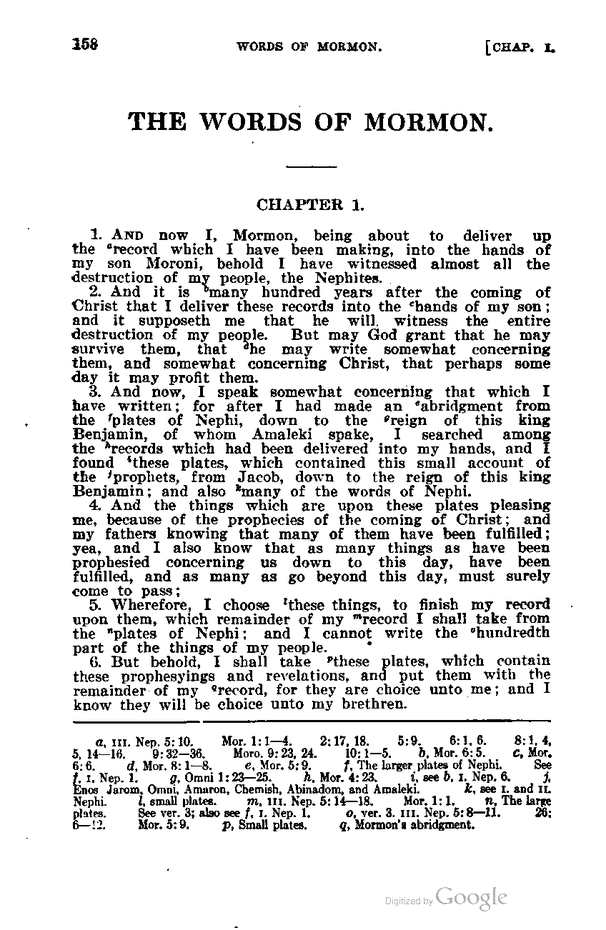 158 WORDS OF MORMON. [CHAP. I.
THE WORDS OF MORMON.
CHAPTER 1.
1. AND now I, Mormon, being about to deliver up
the ᵃrecord which I have been making, into the hands of
my son Moroni, behold I have witnessed almost all the
destruction of my people, the Nephites.
2. And it is ᵇmany hundred years after the coming of
Christ that I deliver these records into the ᶜhands of my son;
and it supposeth me that he will witness the entire
destruction of my people. But may God grant that he may
survive them, that ᵈhe may write somewhat concerning
them, and somewhat concerning Christ, that perhaps some
day it may profit them.
3. And now, I speak somewhat concerning that which I
have written; for after I had made an ᵉabridgment from
the ᶠplates of Nephi, down to the ᵍreign of this king
Benjamin, of whom Amaleki spake, I searched among
the ʰrecords which had been delivered into my hands, and I
found ⁱthese plates, which contained this small account of
the ʲprophets, from Jacob, down to the reign of this king
Benjamin; and also ᵏmany of the words of Nephi.
4. And the things which are upon these plates pleasing
me, because of the prophecies of the coming of Christ; and
my fathers knowing that many of them have been fulfilled;
yea, and I also know that as many things as have been
prophesied concerning us down to this day, have been
fulfilled, and as many as go beyond this day, must surely
come to pass;
5. Wherefore, I choose ˡthese things, to finish my record
upon them, which remainder of my ᵐrecord I shall take from
the ⁿplates of Nephi; and I cannot write the ᵒhundredth
part of the things of my people.
6. But behold, I shall take ᵖthese plates, which contain
these prophesyings and revelations, and put them with the
remainder of my qrecord, for they are choice unto me; and I
know they will be choice unto my brethren.
a, III. Nep. 5:10. Mor. 1:1—4. 2:17, 18. 5:9. 6:1, 6. 8:1, 4,
5, 14—16. 9:32—36. Moro. 9:23, 24. 10:1—5. b, Mor. 6:5. c, Mor.
6:6. d, Mor. 8:1—8. e, Mor. 5:9. f, The larger plates of Nephi. See
f, I. Nep. 1. g, Omni 1:23—25. h, Mor. 4:23. i, see b, I. Nep. 6. j,
Enos Jarom, Omni, Amaron, Chemish, Abinadom, and Amaleki. k, see I. and II.
Nephi. l, small plates. m, III. Nep. 5:14—18. Mor. 1:1. n, The large
plates. See ver. 3; also see f, I. Nep. 1. o, ver. 3. III. Nep. 5:8—11. 26:
6—12. Mor. 5:9. p, Small plates. q, Mormon's abridgment.
Digitized by Google